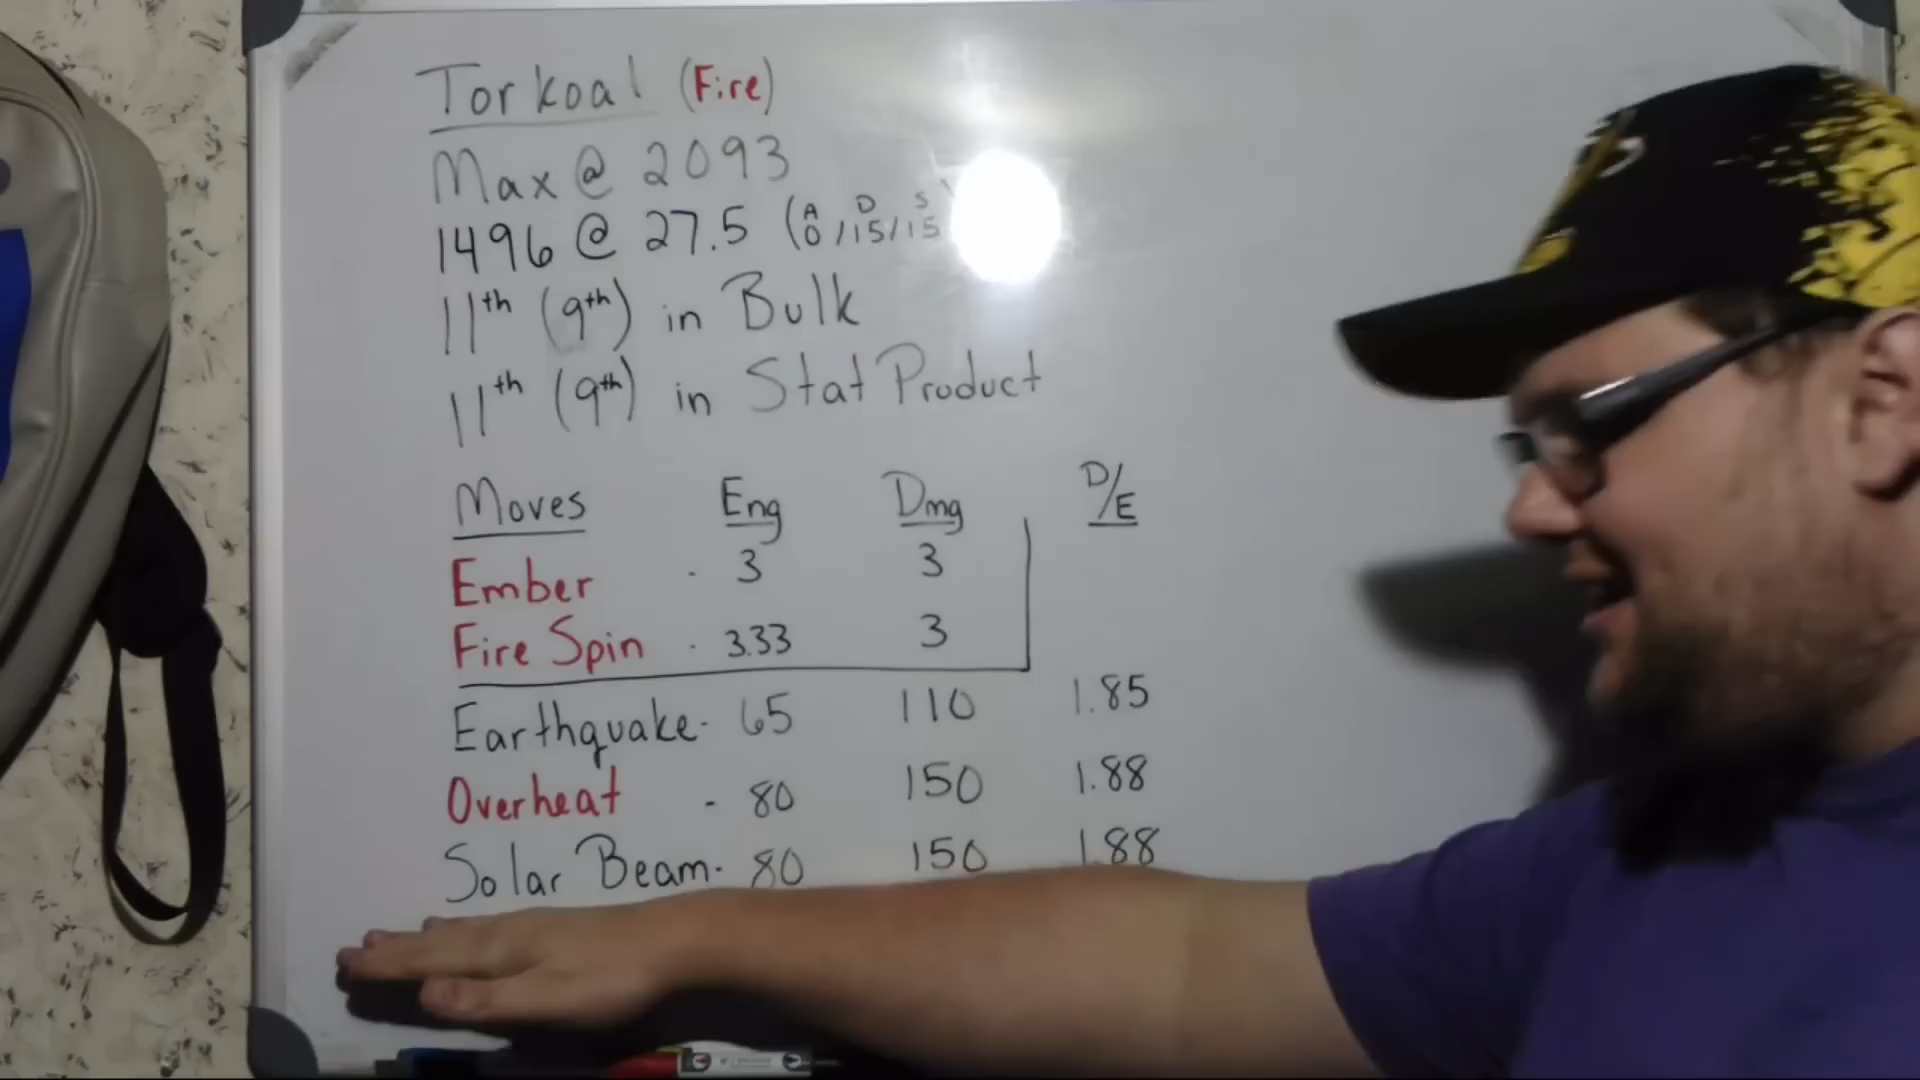 Torkoal (Fire)
Max @ 2093
A D S
1496 @ 27.5 (0/15/15
11th (9th) in Bulk
11th (9th) in Stat Product
Moves Eng Dmg D/E
Ember - 3 3
Fire Spin - 3.33 3
Earthquake - 65 110 1.85
Overheat - 80 150 1.88
Solar Beam - 80 150 1.88